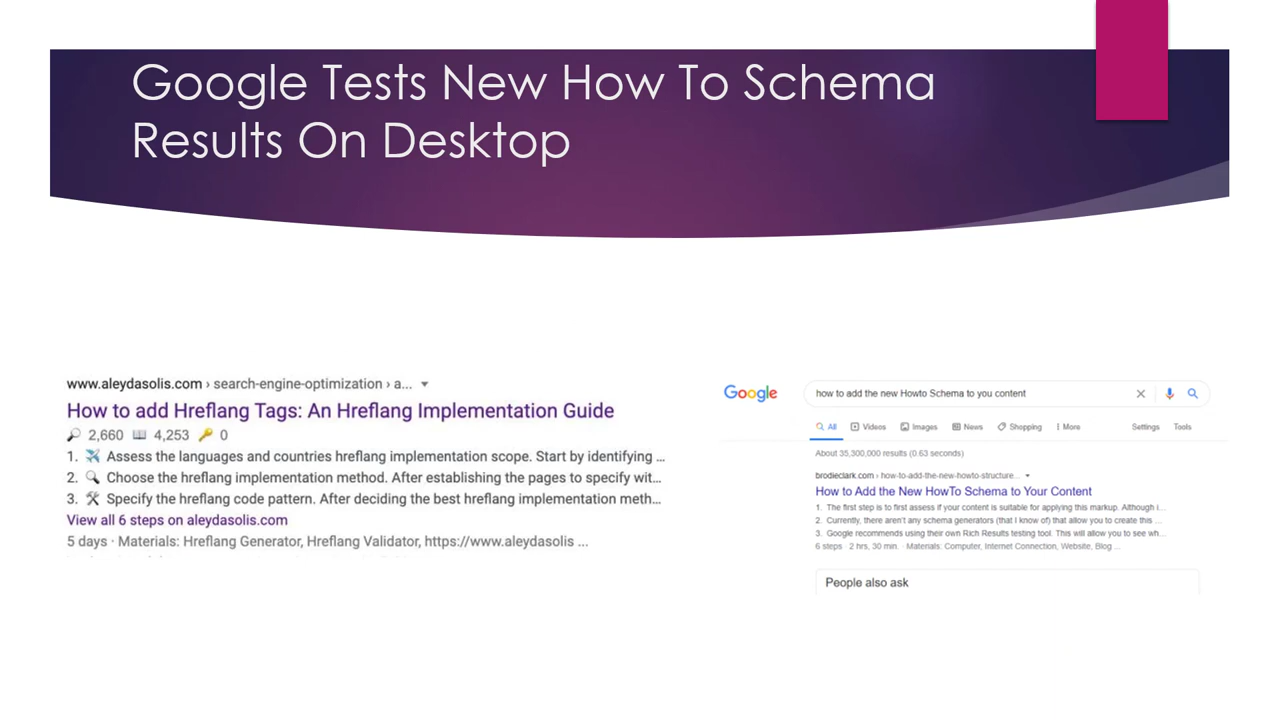 Google Tests New How To Schema
Results On Desktop
www.aleydasolis.com › search-engine-optimization › a...
How to add Hreflang Tags: An Hreflang Implementation Guide
2,660 4,253 0
1. Assess the languages and countries hreflang implementation scope. Start by identifying ...
2. Choose the hreflang implementation method. After establishing the pages to specify wit...
3. Specify the hreflang code pattern. After deciding the best hreflang implementation meth...
View all 6 steps on aleydasolis.com
5 days · Materials: Hreflang Generator, Hreflang Validator, https://www.aleydasolis ...
Google
how to add the new Howto Schema to you content
All Videos Images News Shopping More Settings Tools
About 35,300,000 results (0.63 seconds)
brodieclark.com › how-to-add-the-new-howto-structure...
How to Add the New HowTo Schema to Your Content
1. The first step is to first assess if your content is suitable for applying this markup. Although i...
2. Currently, there aren't any schema generators (that I know of) that allow you to create this ...
3. Google recommends using their own Rich Results testing tool. This will allow you to see wh...
6 steps 2 hrs, 30 min. · Materials: Computer, Internet Connection, Website, Blog ...
People also ask